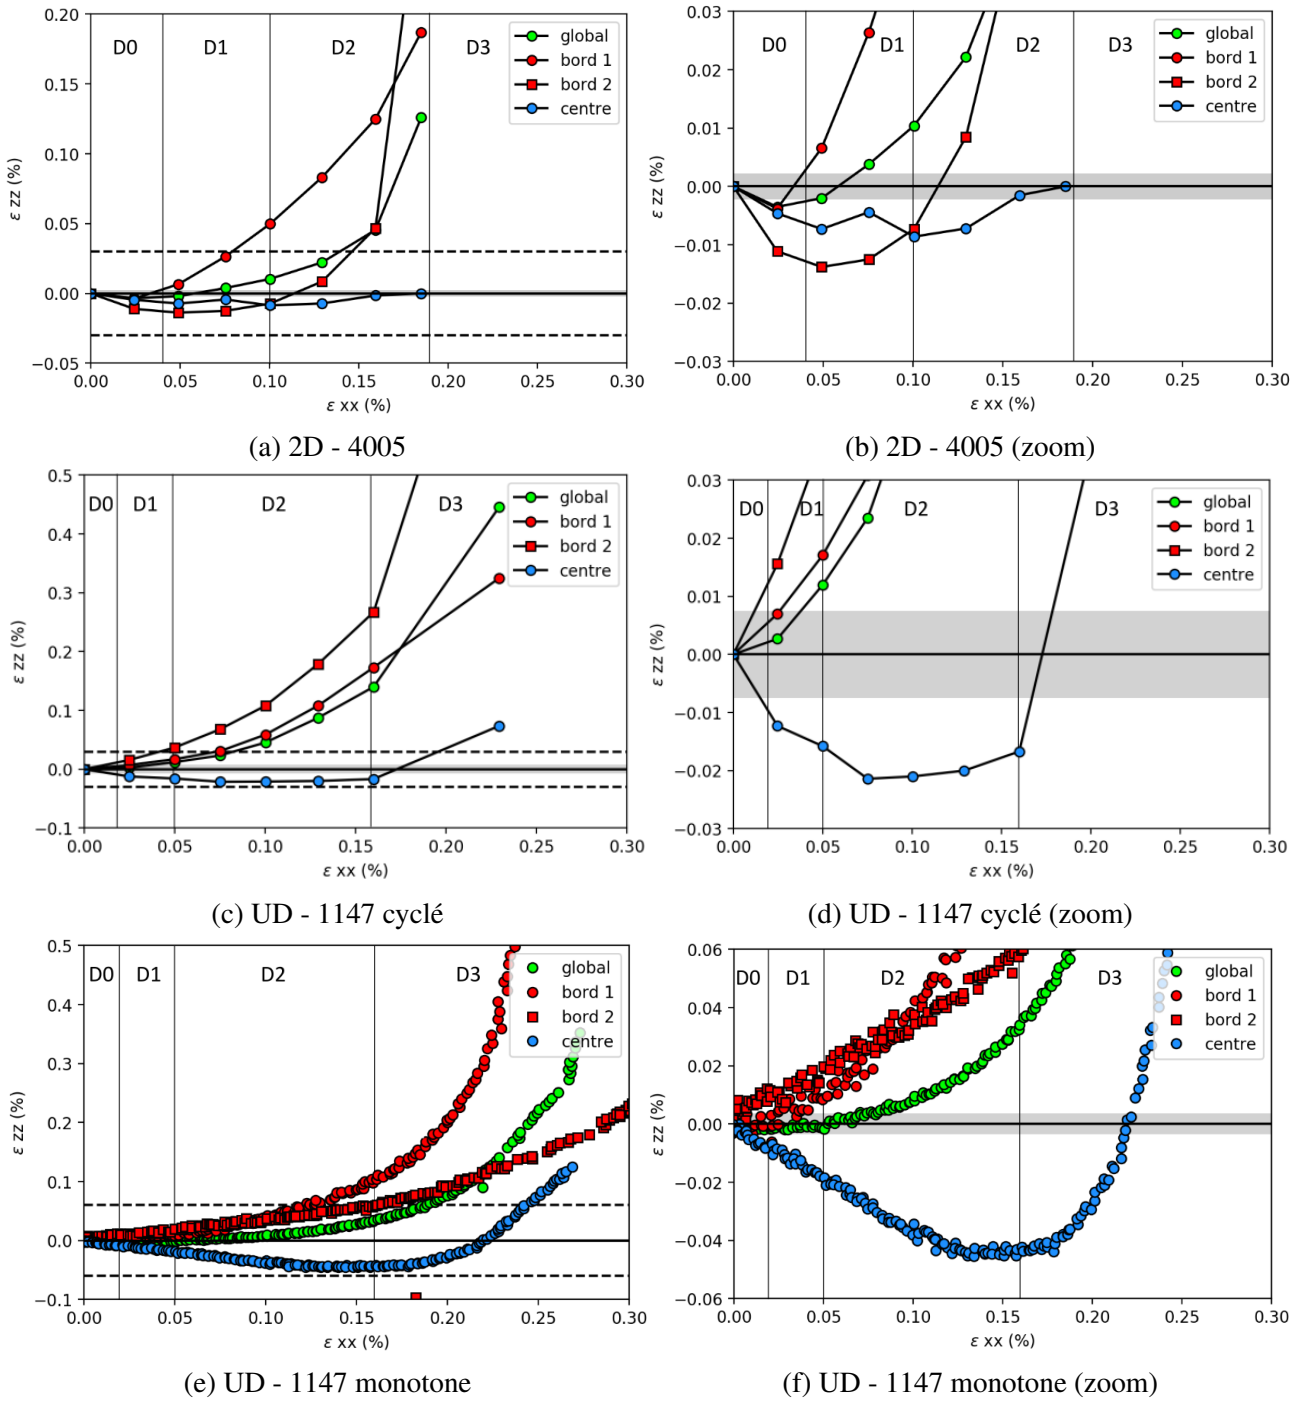 0.20
0.15
0.10
0.05
0.00
−0.05
ε zz (%)
D0 D1 D2 D3
global
bord 1
bord 2
centre
0.00 0.05 0.10 0.15 0.20 0.25 0.30
ε xx (%)
(a) 2D - 4005
0.03
0.02
0.01
0.00
−0.01
−0.02
−0.03
ε zz (%)
D0 D1 D2 D3
global
bord 1
bord 2
centre
0.00 0.05 0.10 0.15 0.20 0.25 0.30
ε xx (%)
(b) 2D - 4005 (zoom)
0.5
0.4
0.3
0.2
0.1
0.0
−0.1
ε zz (%)
D0 D1 D2 D3
global
bord 1
bord 2
centre
0.00 0.05 0.10 0.15 0.20 0.25 0.30
ε xx (%)
(c) UD - 1147 cyclé
0.03
0.02
0.01
0.00
−0.01
−0.02
−0.03
ε zz (%)
D0 D1 D2 D3
global
bord 1
bord 2
centre
0.00 0.05 0.10 0.15 0.20 0.25 0.30
ε xx (%)
(d) UD - 1147 cyclé (zoom)
0.5
0.4
0.3
0.2
0.1
0.0
−0.1
ε zz (%)
D0 D1 D2 D3
global
bord 1
bord 2
centre
0.00 0.05 0.10 0.15 0.20 0.25 0.30
ε xx (%)
(e) UD - 1147 monotone
0.06
0.04
0.02
0.00
−0.02
−0.04
−0.06
ε zz (%)
D0 D1 D2 D3
global
bord 1
bord 2
centre
0.00 0.05 0.10 0.15 0.20 0.25 0.30
ε xx (%)
(f) UD - 1147 monotone (zoom)